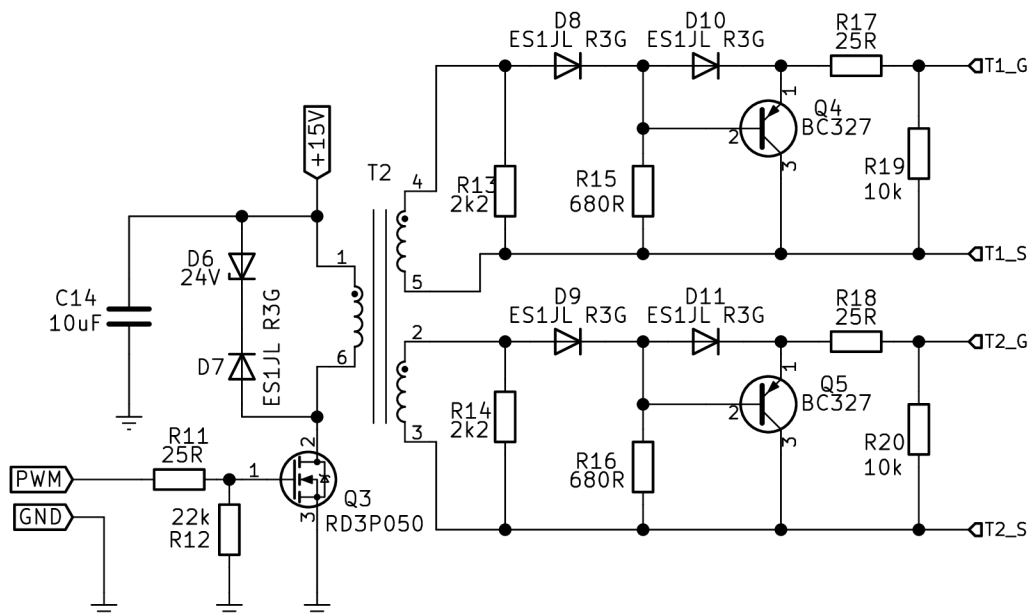 D8
ES1JL R3G
D10
ES1JL R3G
R17
25R
T1_G
1
Q4
BC327
2
3
+15V
T2
4
R13
2k2
R15
680R
R19
10k
1
D6
24V
5
T1_S
C14
10uF
ES1JL R3G
D7
6
2
D9
ES1JL R3G
D11
ES1JL R3G
R18
25R
T2_G
1
Q5
BC327
2
3
R14
2k2
3
R16
680R
R20
10k
R11
25R
2
PWM
1
Q3
RD3P050
3
GND
22k
R12
T2_S